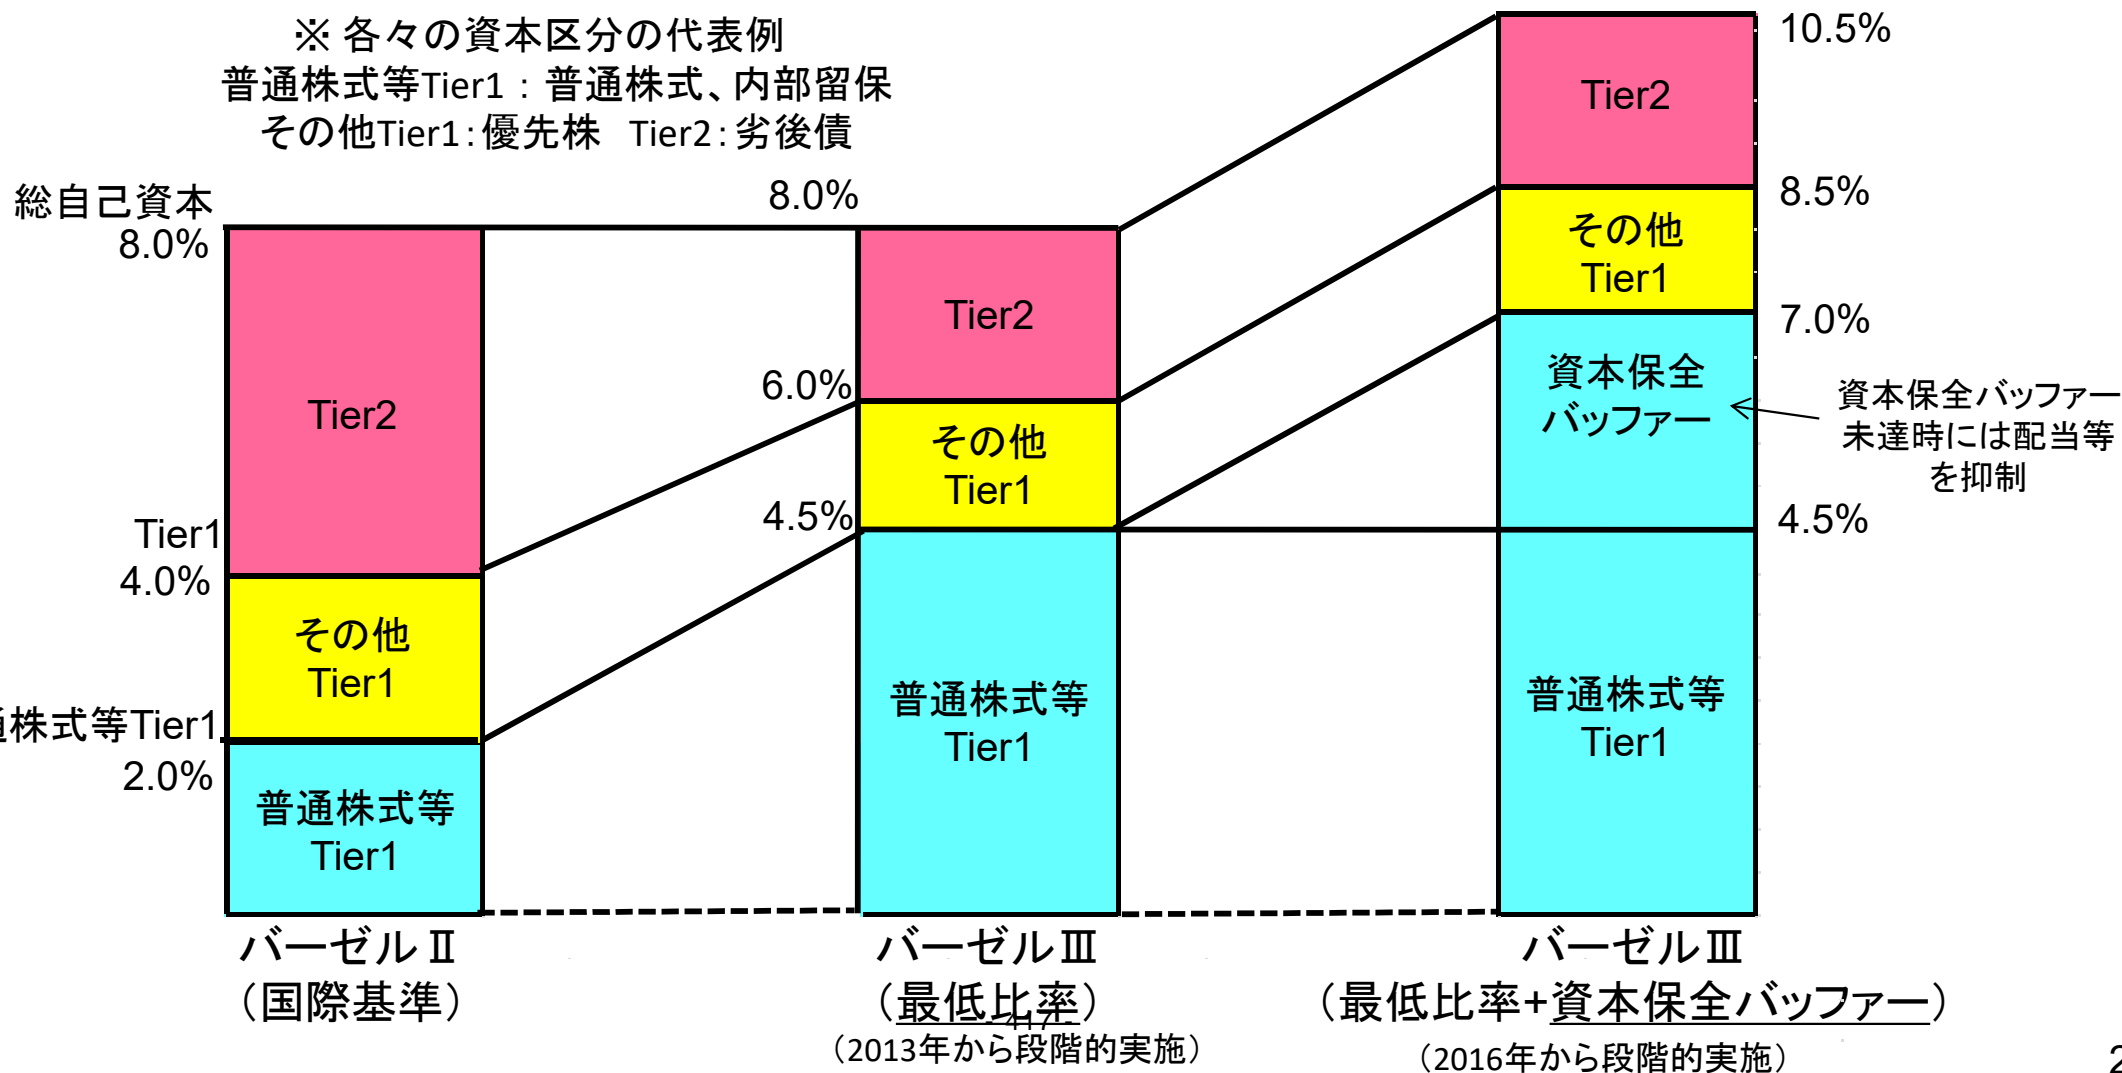 ※ 各々の資本区分の代表例
普通株式等Tier1：普通株式、内部留保
その他Tier1：優先株　Tier2：劣後債
総自己資本
8.0%
Tier1
4.0%
株式等Tier1
2.0%
Tier2
その他
Tier1
普通株式等
Tier1
バーゼルⅡ
（国際基準）
8.0%
6.0%
4.5%
Tier2
その他
Tier1
普通株式等
Tier1
バーゼルⅢ
（最低比率）
- 417 -
（2013年から段階的実施）
10.5%
8.5%
7.0%
4.5%
Tier2
その他
Tier1
資本保全
バッファー
普通株式等
Tier1
資本保全バッファー
未達時には配当等
を抑制
バーゼルⅢ
（最低比率+資本保全バッファー）
（2016年から段階的実施）
2